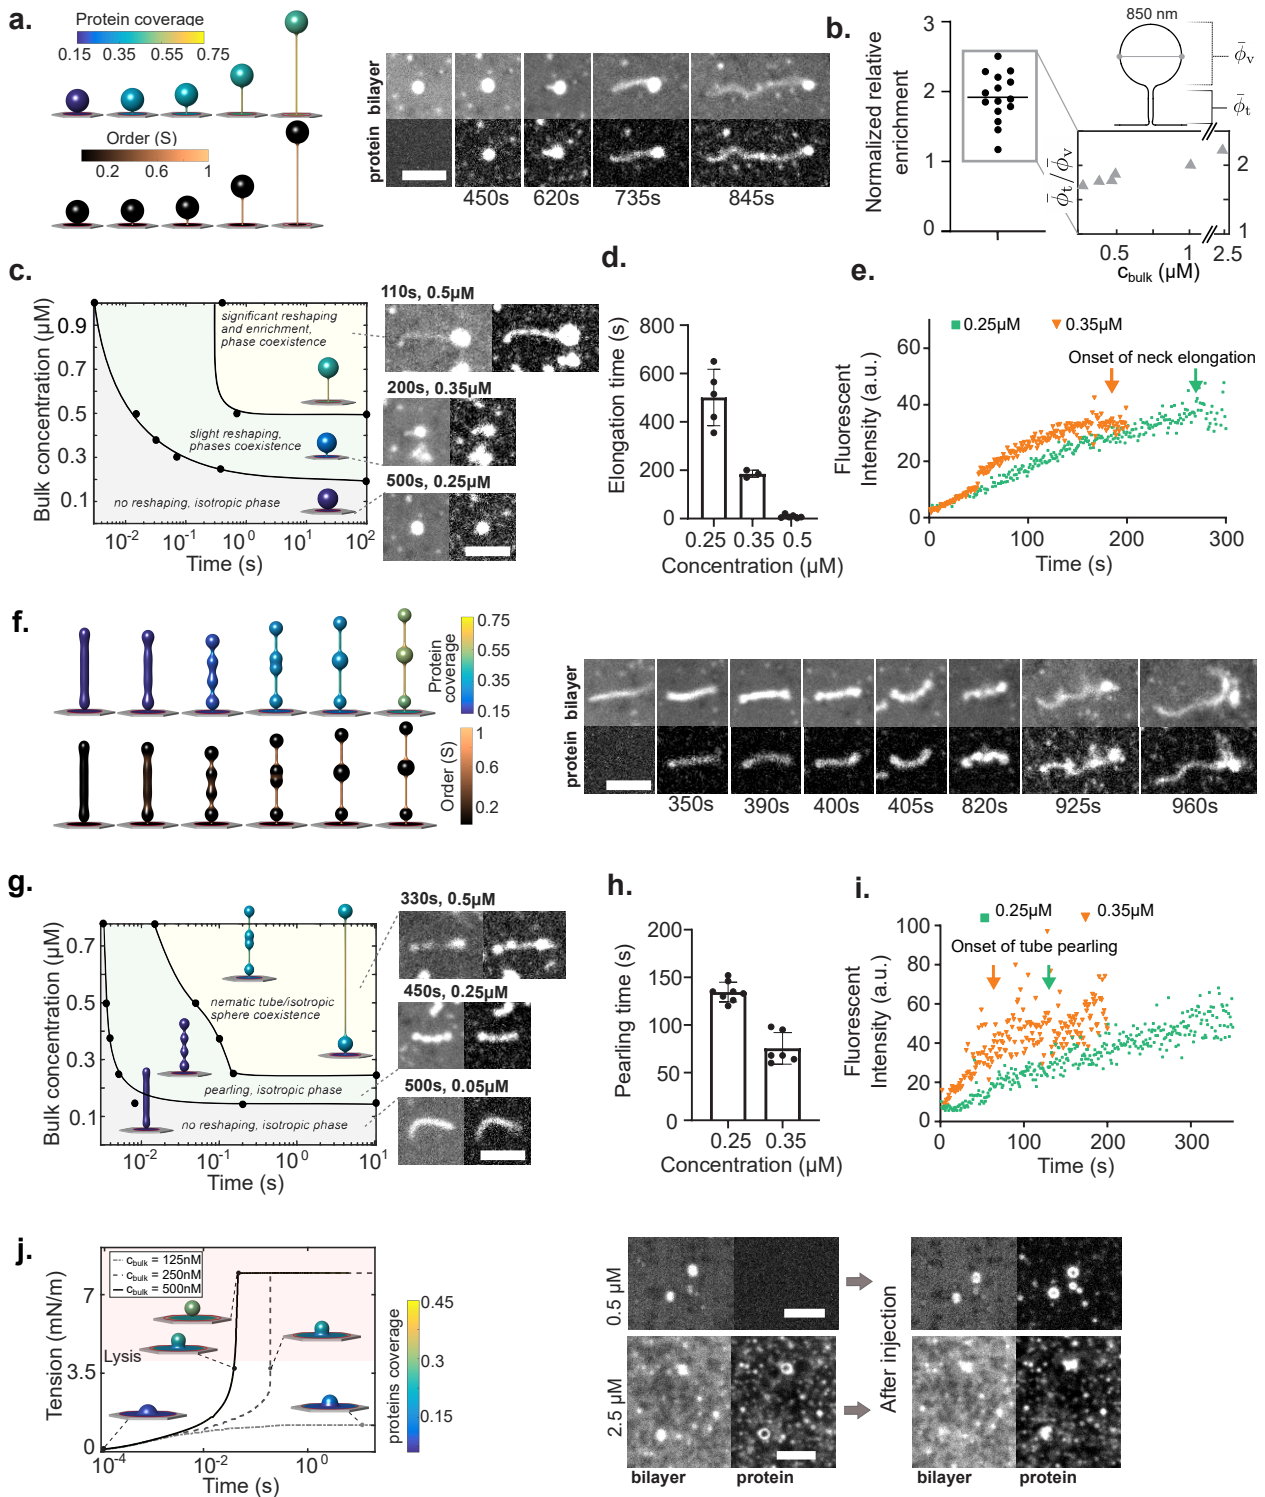 a.
Protein coverage
0.15 0.35 0.55 0.75
Order (S)
0.2 0.6 1
bilayer
protein
450s 620s 735s 845s
b.
Normalized relative
enrichment
3
2
1
0
850 nm
ϕ̄v
ϕ̄t
ϕ̄t/ϕ̄v
2
1
0.5 1 2.5
cbulk (µM)
c.
Bulk concentration (µM)
0.9
0.7
0.5
0.3
0.1
significant reshaping
and enrichment,
phase coexistence
slight reshaping,
phases coexistence
no reshaping, isotropic phase
10-2 10-1 100 101 102
Time (s)
110s, 0.5µM
200s, 0.35µM
500s, 0.25µM
d.
Elongation time (s)
800
600
400
200
0
0.25 0.35 0.5
Concentration (µM)
e.
0.25µM 0.35µM
Onset of neck elongation
Fluorescent
Intensity (a.u.)
60
40
20
0
0 100 200 300
Time (s)
f.
Protein
coverage
0.75
0.55
0.35
0.15
Order (S)
1
0.6
0.2
bilayer
protein
350s 390s 400s 405s 820s 925s 960s
g.
Bulk concentration (µM)
0.7
0.5
0.3
0.1
nematic tube/isotropic
sphere coexistence
pearling, isotropic phase
no reshaping, isotropic phase
10-2 10-1 100 101
Time (s)
330s, 0.5µM
450s, 0.25µM
500s, 0.05µM
h.
Pearling time (s)
200
150
100
50
0
0.25 0.35
Concentration (µM)
i.
0.25µM 0.35µM
Onset of tube pearling
Fluorescent
Intensity (a.u.)
100
80
60
40
20
0
0 100 200 300
Time (s)
j.
Tension (mN/m)
7
3.5
0
cbulk = 125nM
cbulk = 250nM
cbulk = 500nM
Lysis
10-4 10-2 100
Time (s)
proteins coverage
0.45
0.3
0.15
0.5 µM
2.5 µM
After injection
bilayer protein bilayer protein